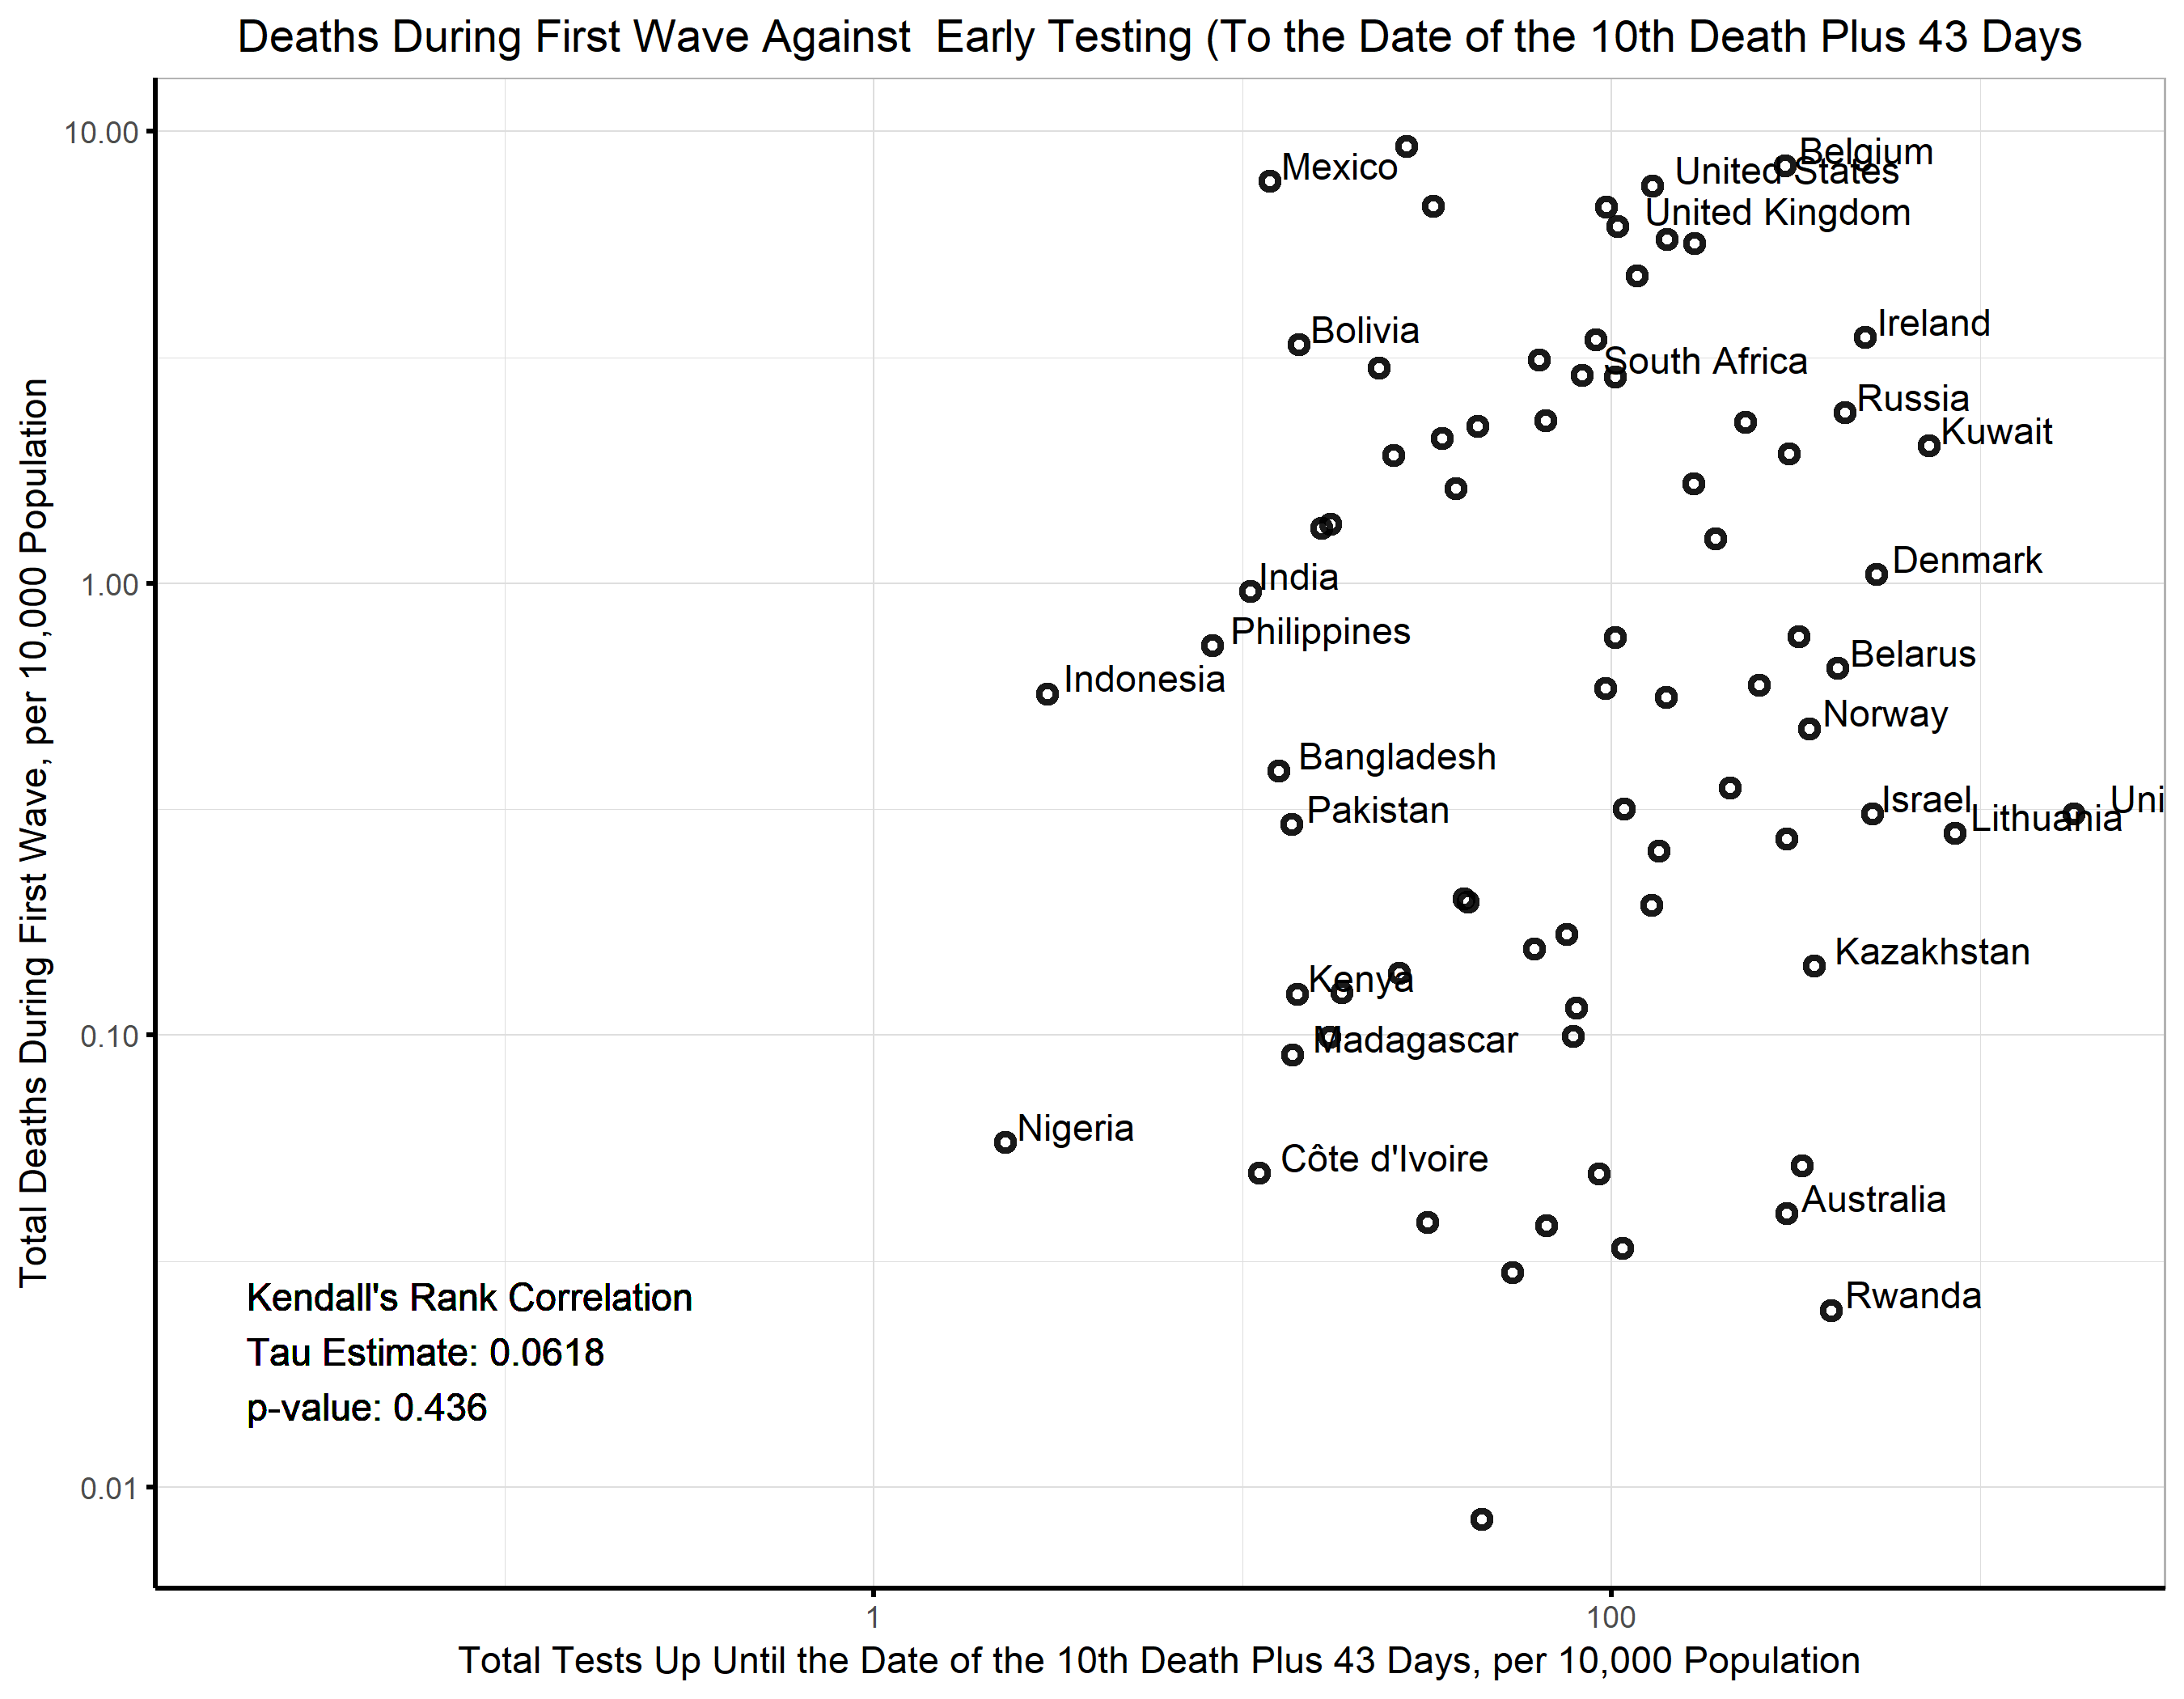 Deaths During First Wave Against  Early Testing (To the Date of the 10th Death Plus 43 Days
10.00
1.00
0.10
0.01
Total Deaths During First Wave, per 10,000 Population
Belgium
Mexico
United States
United Kingdom
Ireland
Bolivia
South Africa
Russia
Kuwait
Denmark
India
Philippines
Belarus
Indonesia
Norway
Bangladesh
Israel
Uni
Pakistan
Lithuania
Kazakhstan
Kenya
Madagascar
Nigeria
Côte d'Ivoire
Australia
Rwanda
Kendall's Rank Correlation
Tau Estimate: 0.0618
p-value: 0.436
1
100
Total Tests Up Until the Date of the 10th Death Plus 43 Days, per 10,000 Population